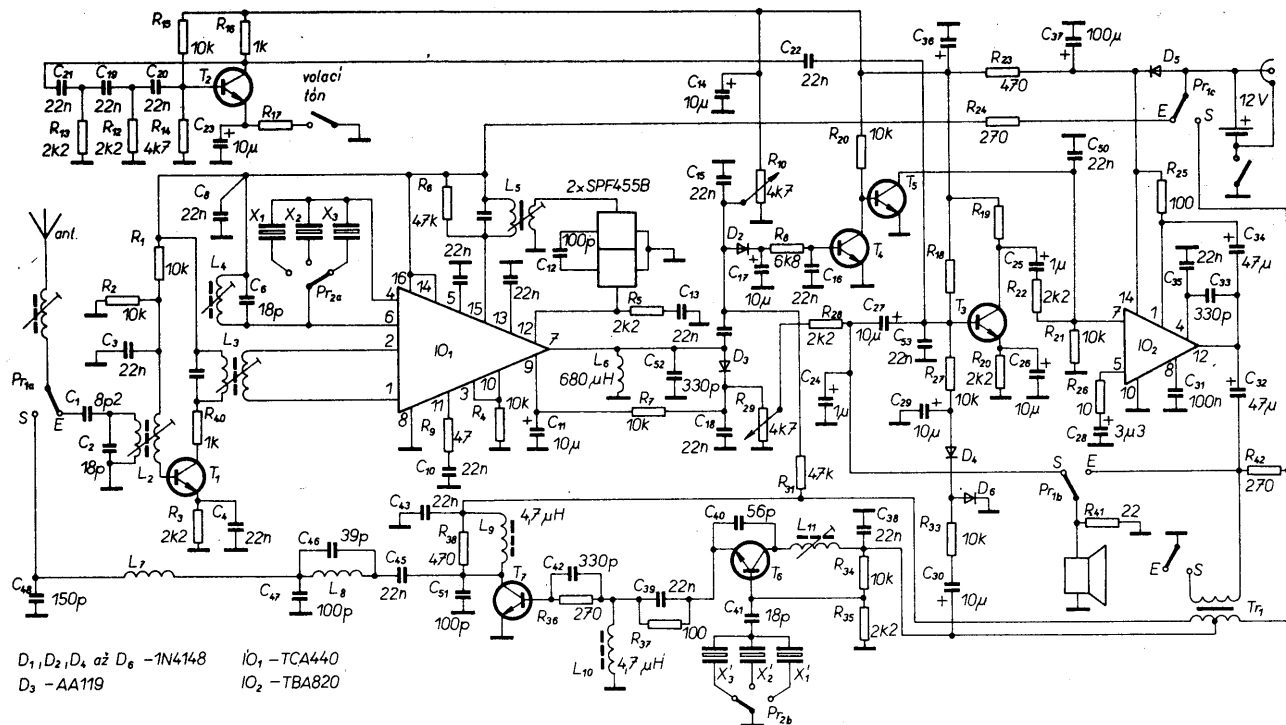 R15
10k
R16
1k
C21
22n
C19
22n
C20
22n
T2
volací
tón
R17
R13
2k2
R12
2k2
R14
4k7
C23
10μ
C22
22n
C14
10μ
R10
4k7
R20
10k
C36
R23
470
C37
100μ
D5
Pr1c
E
S
12V
R24
270
C50
22n
R25
100
ant.
R1
10k
R2
10k
C3
22n
Pr1a
S
E
C1
8p2
C2
18p
L2
C8
22n
X1
X2
X3
Pr2a
L4
C6
18p
L3
R40
1k
T1
R3
2k2
C4
22n
R6
47k
22n
L5
2xSPF455B
100p
C12
22n
R5
2k2
C13
22n
16
14
5
15
13
4
6
2
1
8
11
3
10
12
9
7
IO1
R9
47
C10
22n
R4
10k
C11
10μ
L6
680μH
C52
330p
R7
10k
C18
22n
C15
22n
D2
C17
10μ
R8
6k8
C16
22n
T4
T5
D3
R29
4k7
R28
2k2
C24
1μ
C27
10μ
C53
22n
R31
47k
R18
R19
T3
R20
2k2
C25
1μ
R22
2k2
C26
10μ
R27
10k
C29
10μ
D4
D6
R33
10k
C30
10μ
R21
10k
R26
10
C28
3μ3
14
1
7
4
5
10
8
12
IO2
C35
22n
C33
330p
C34
47μ
C31
100n
C32
47μ
R42
270
S
E
Pr1b
R41
22
E
S
Tr1
C43
22n
R38
470
L9
4,7μH
C46
39p
C45
22n
L7
L8
C48
150p
C47
100p
C51
100p
T7
C42
330p
R36
270
C39
22n
R37
100
L10
4,7μH
C40
56p
T6
L11
C38
22n
C41
18p
R34
10k
R35
2k2
X'3
X'2
X'1
Pr2b
D1,D2,D4 až D6 -1N4148
D3 -AA119
IO1 -TCA440
IO2 -TBA820